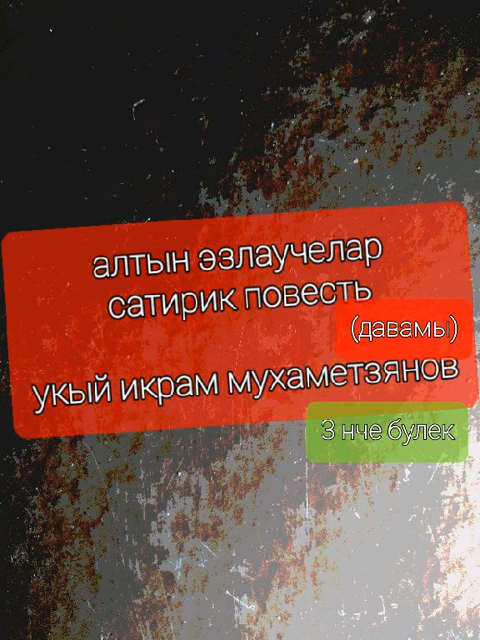 алтын эзлаучелар
сатирик повесть
(давамы)
укый икрам мухаметзянов
3 нче булек